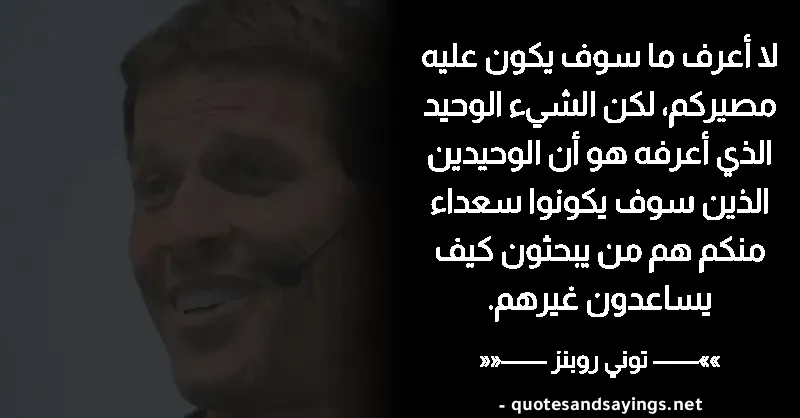 لا أعرف ما سوف يكون عليه
مصيركم، لكن الشيء الوحيد
الذي أعرفه هو أن الوحيدين
الذين سوف يكونوا سعداء
منكم هم من يبحثون كيف
يساعدون غيرهم.
»»—— توني روبنز ——««
- quotesandsayings.net